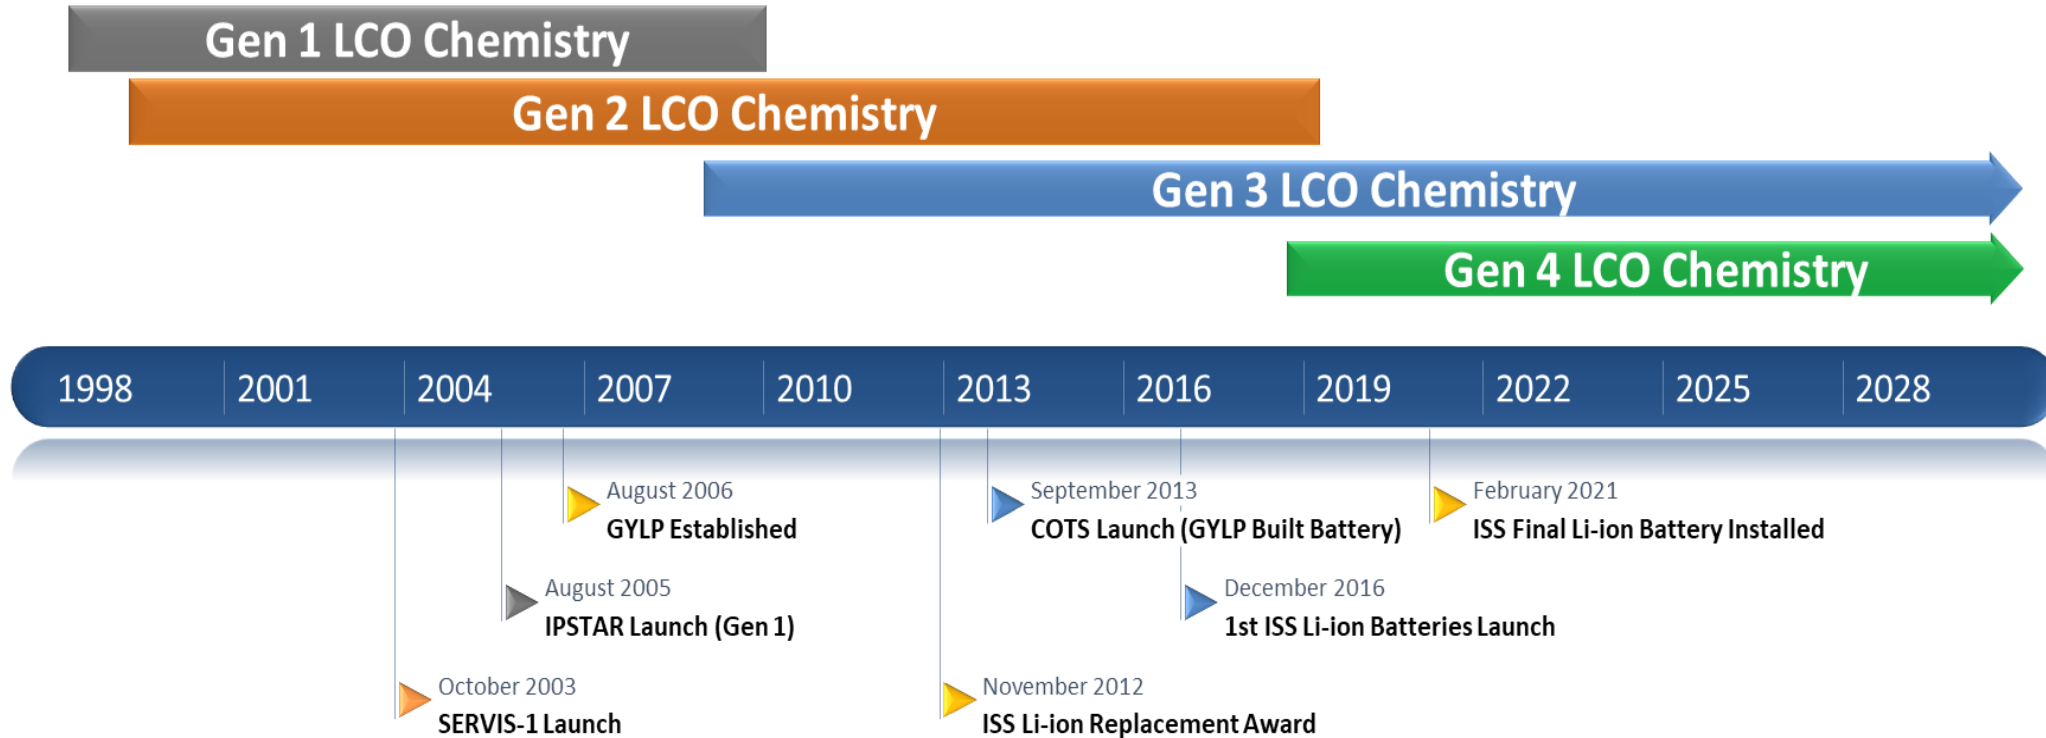 Gen 1 LCO Chemistry
Gen 2 LCO Chemistry
Gen 3 LCO Chemistry
Gen 4 LCO Chemistry
1998 2001 2004 2007 2010 2013 2016 2019 2022 2025 2028
August 2006
GYLP Established
September 2013
COTS Launch (GYLP Built Battery)
February 2021
ISS Final Li-ion Battery Installed
August 2005
IPSTAR Launch (Gen 1)
December 2016
1st ISS Li-ion Batteries Launch
October 2003
SERVIS-1 Launch
November 2012
ISS Li-ion Replacement Award